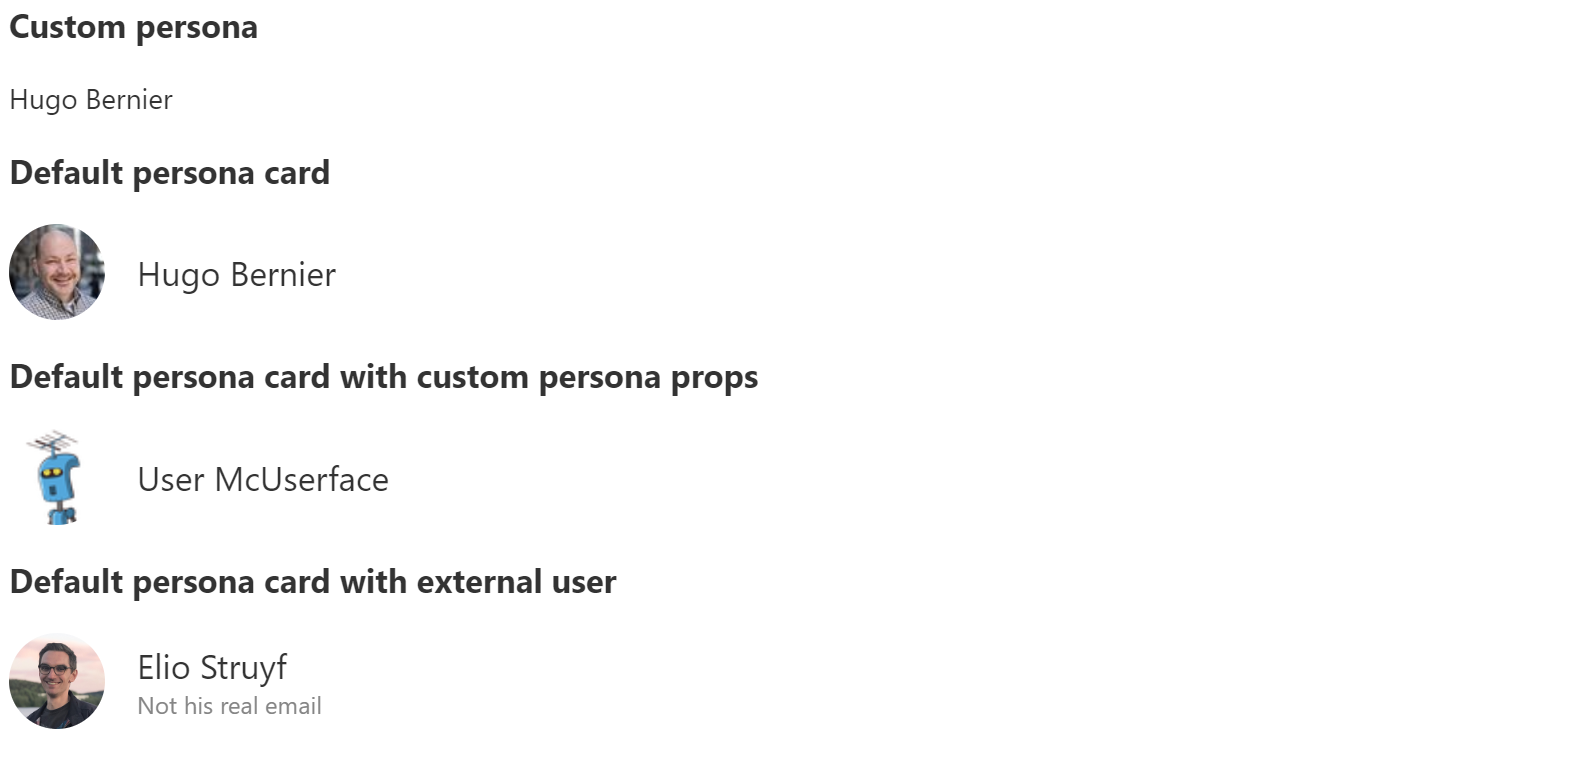 Custom persona
Hugo Bernier
Default persona card
Hugo Bernier
Default persona card with custom persona props
User McUserface
Default persona card with external user
Elio Struyf
Not his real email